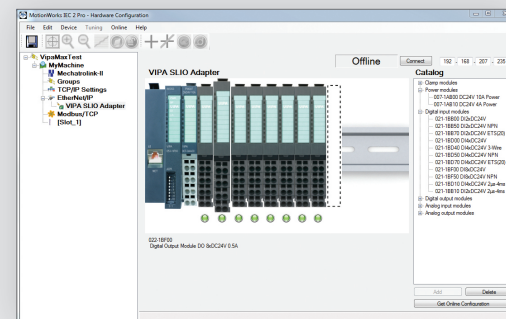 MotionWorks IEC 2 Pro - Hardware Configuration
File Edit Device Tuning Online Help
Offline
Connect
192 . 168 . 207 . 235
VipaMaxTest
MyMachine
Mechatrolink-II
Groups
TCP/IP Settings
EtherNet/IP
VIPA SLIO Adapter
Modbus/TCP
[Slot_1]
VIPA SLIO Adapter
022-1BF00
Digital Output Module DO 8xDC24V 0.5A
Catalog
Clamp modules
Power modules
007-1AB00 DC24V 10A Power
007-1AB10 DC24V 4A Power
Digital input modules
021-1BB00 DI2xDC24V
021-1BB50 DI2xDC24V NPN
021-1BB70 DI2xDC24V ETS(20)
021-1BD00 DI4xDC24V
021-1BD40 DI4xDC24V 3-Wire
021-1BD50 DI4xDC24V NPN
021-1BD70 DI4xDC24V ETS(20)
021-1BF00 DI8xDC24V
021-1BF50 DI8xDC24V NPN
021-1BD10 DI4xDC24V 2µs-4ms
021-1BB10 DI2xDC24V 2µs-4ms
Digital output modules
Analog input modules
Analog output modules
Add
Delete
Get Online Configuration